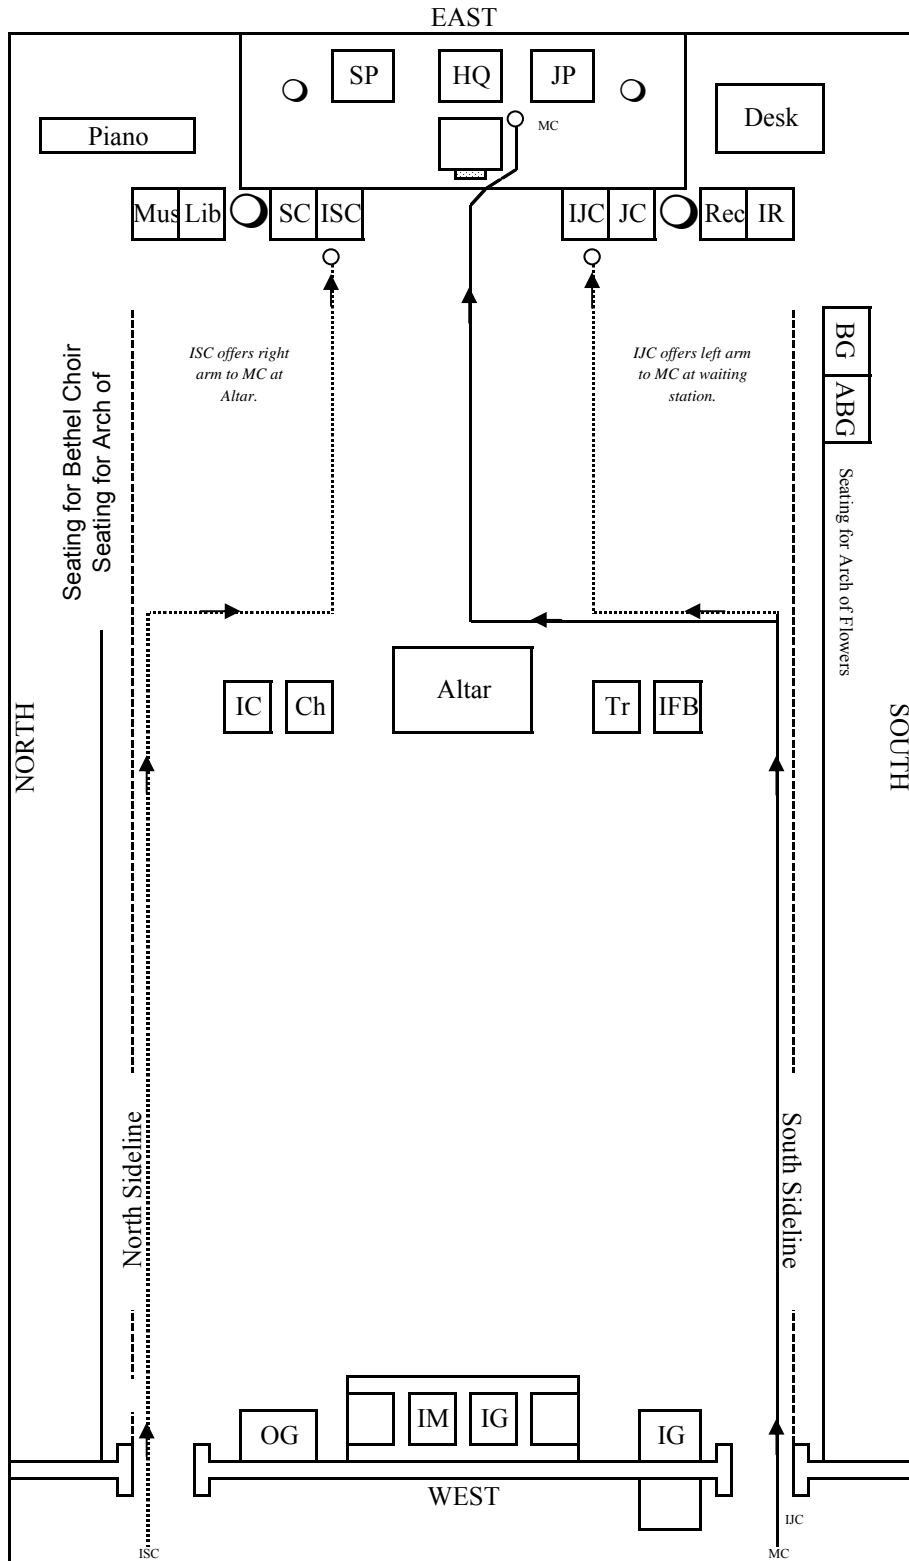 EAST
SP
HQ
JP
MC
Desk
Piano
Mus
Lib
SC
ISC
IJC
JC
Rec
IR
ISC offers right
arm to MC at
Altar.
IJC offers left arm
to MC at waiting
station.
BG
ABG
Seating for Bethel Choir
Seating for Arch of
Seating for Arch of Flowers
IC
Ch
Altar
Tr
IFB
NORTH
SOUTH
North Sideline
South Sideline
OG
IM
IG
IG
WEST
IJC
ISC
MC